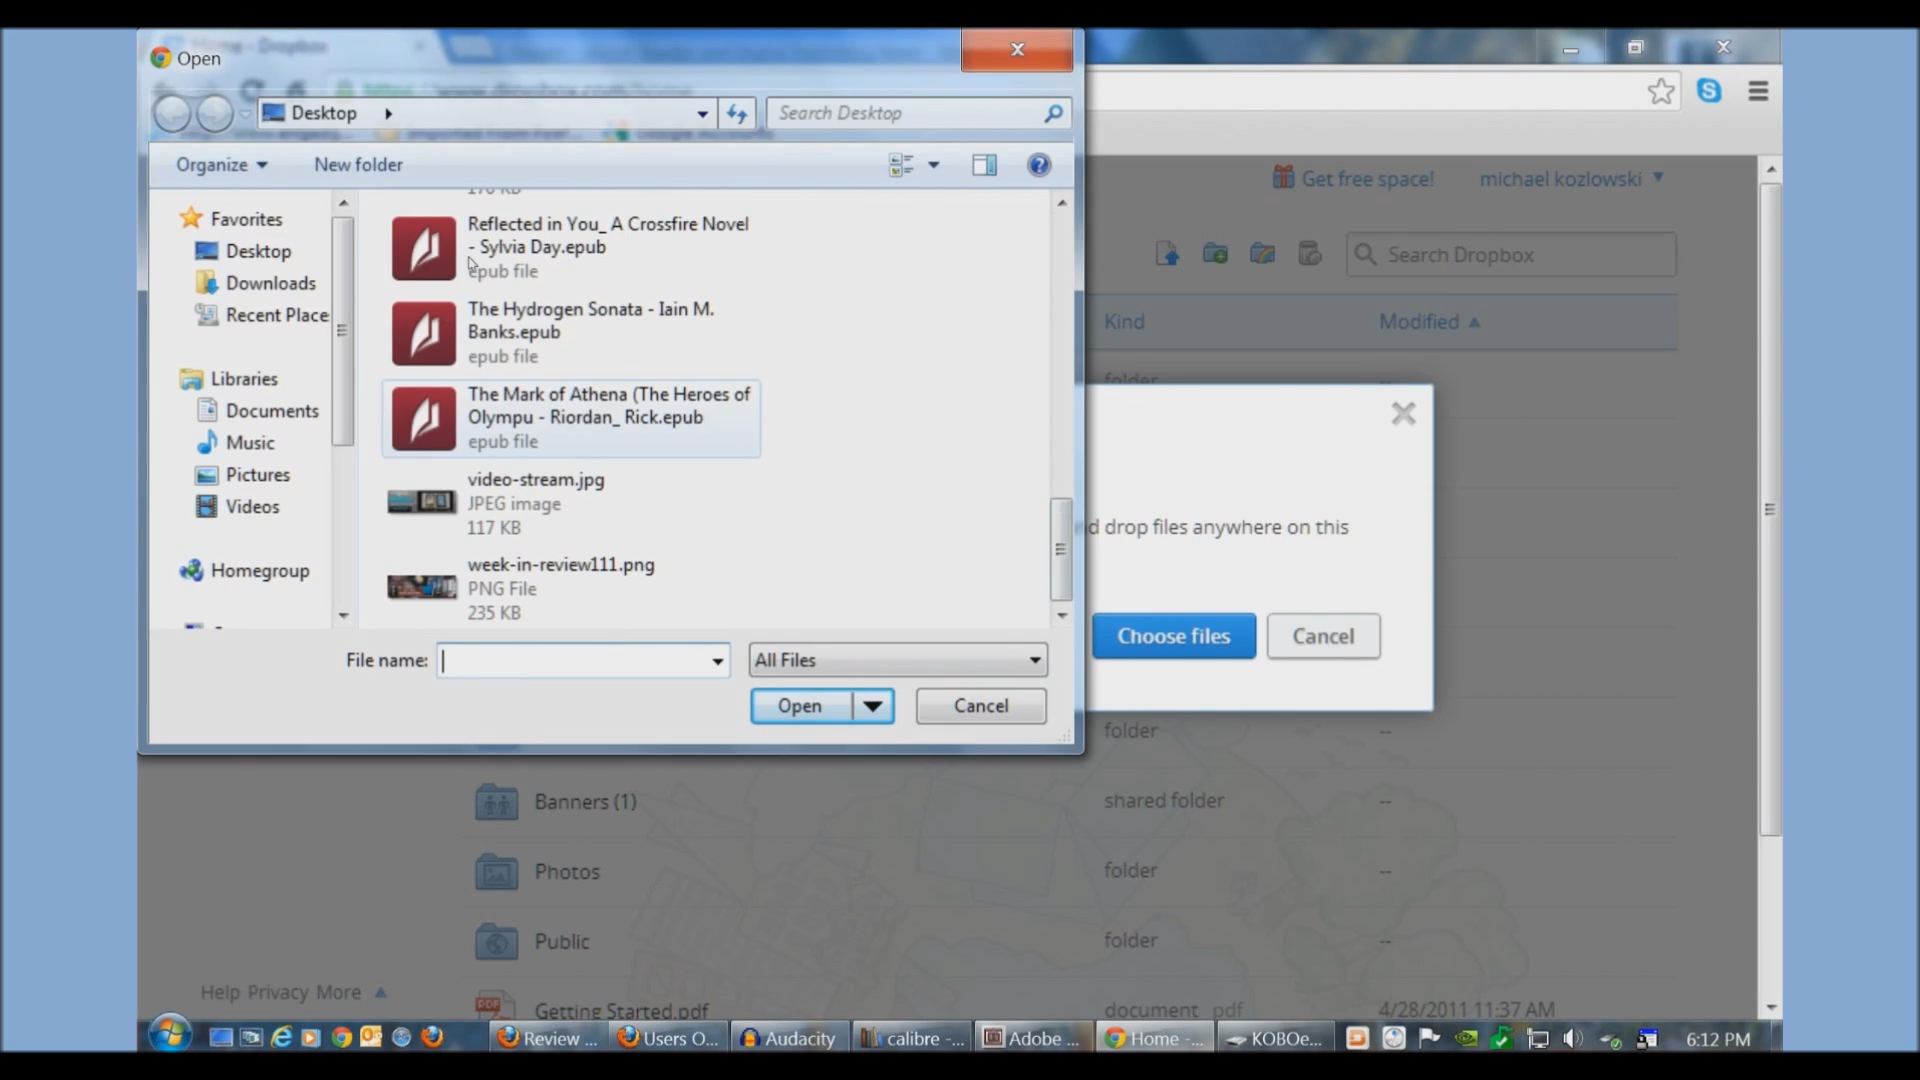 Open
Desktop
Search Desktop
Organize
New folder
Get free space!
michael kozlowski
Favorites
Desktop
Downloads
Recent Place
Libraries
Documents
Music
Pictures
Videos
Homegroup
Reflected in You_ A Crossfire Novel
- Sylvia Day.epub
epub file
The Hydrogen Sonata - Iain M.
Banks.epub
epub file
The Mark of Athena (The Heroes of
Olympu - Riordan_ Rick.epub
epub file
video-stream.jpg
JPEG image
117 KB
week-in-review111.png
PNG File
235 KB
File name:
All Files
Open
Cancel
Search Dropbox
Kind
Modified
folder
drop files anywhere on this
Choose files
Cancel
folder --
Banners (1) shared folder --
Photos folder --
Public folder --
Getting Started.pdf document pdf 4/28/2011 11:37 AM
Help Privacy More
Review ...
Users O...
Audacity
calibre -...
Adobe ...
Home -...
KOBOe...
6:12 PM